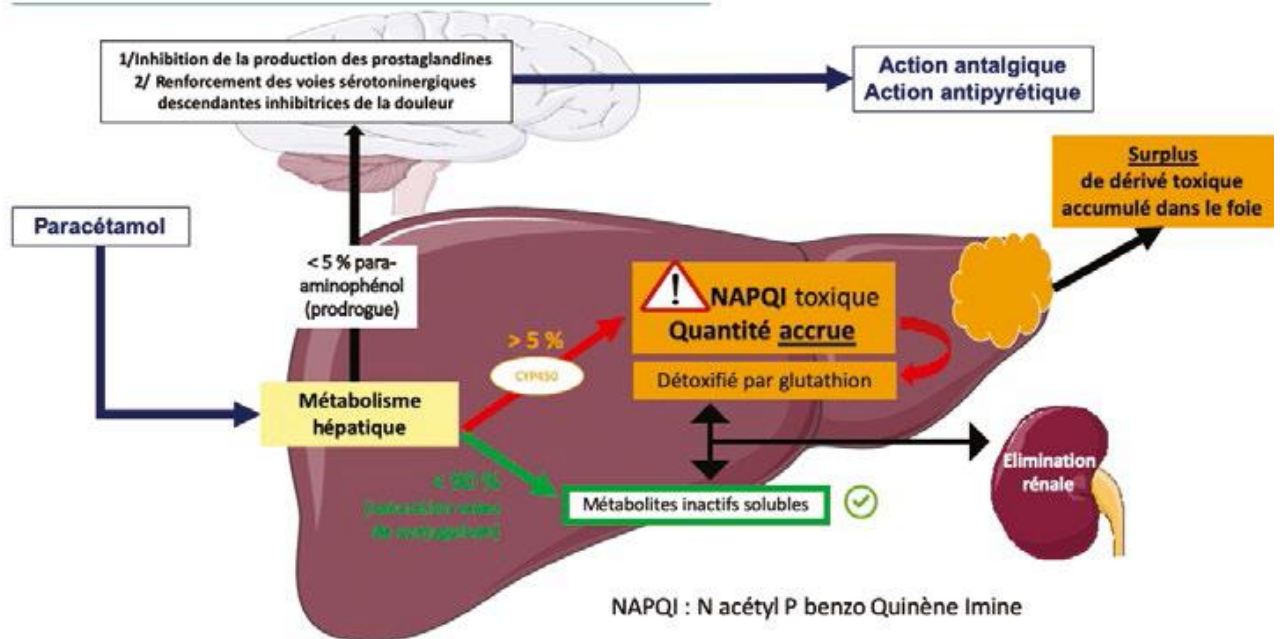 1/Inhibition de la production des prostaglandines
2/ Renforcement des voies sérotoninergiques
descendantes inhibitrices de la douleur
Action antalgique
Action antipyrétique
Surplus
de dérivé toxique
accumulé dans le foie
Paracétamol
< 5 % para-
aminophénol
(prodrogue)
> 5 %
CYP450
NAPQI toxique
Quantité accrue
Détoxifié par glutathion
Métabolisme
hépatique
< 90 %
Métabolites inactifs solubles
Elimination
rénale
NAPQI : N acétyl P benzo Quinène Imine